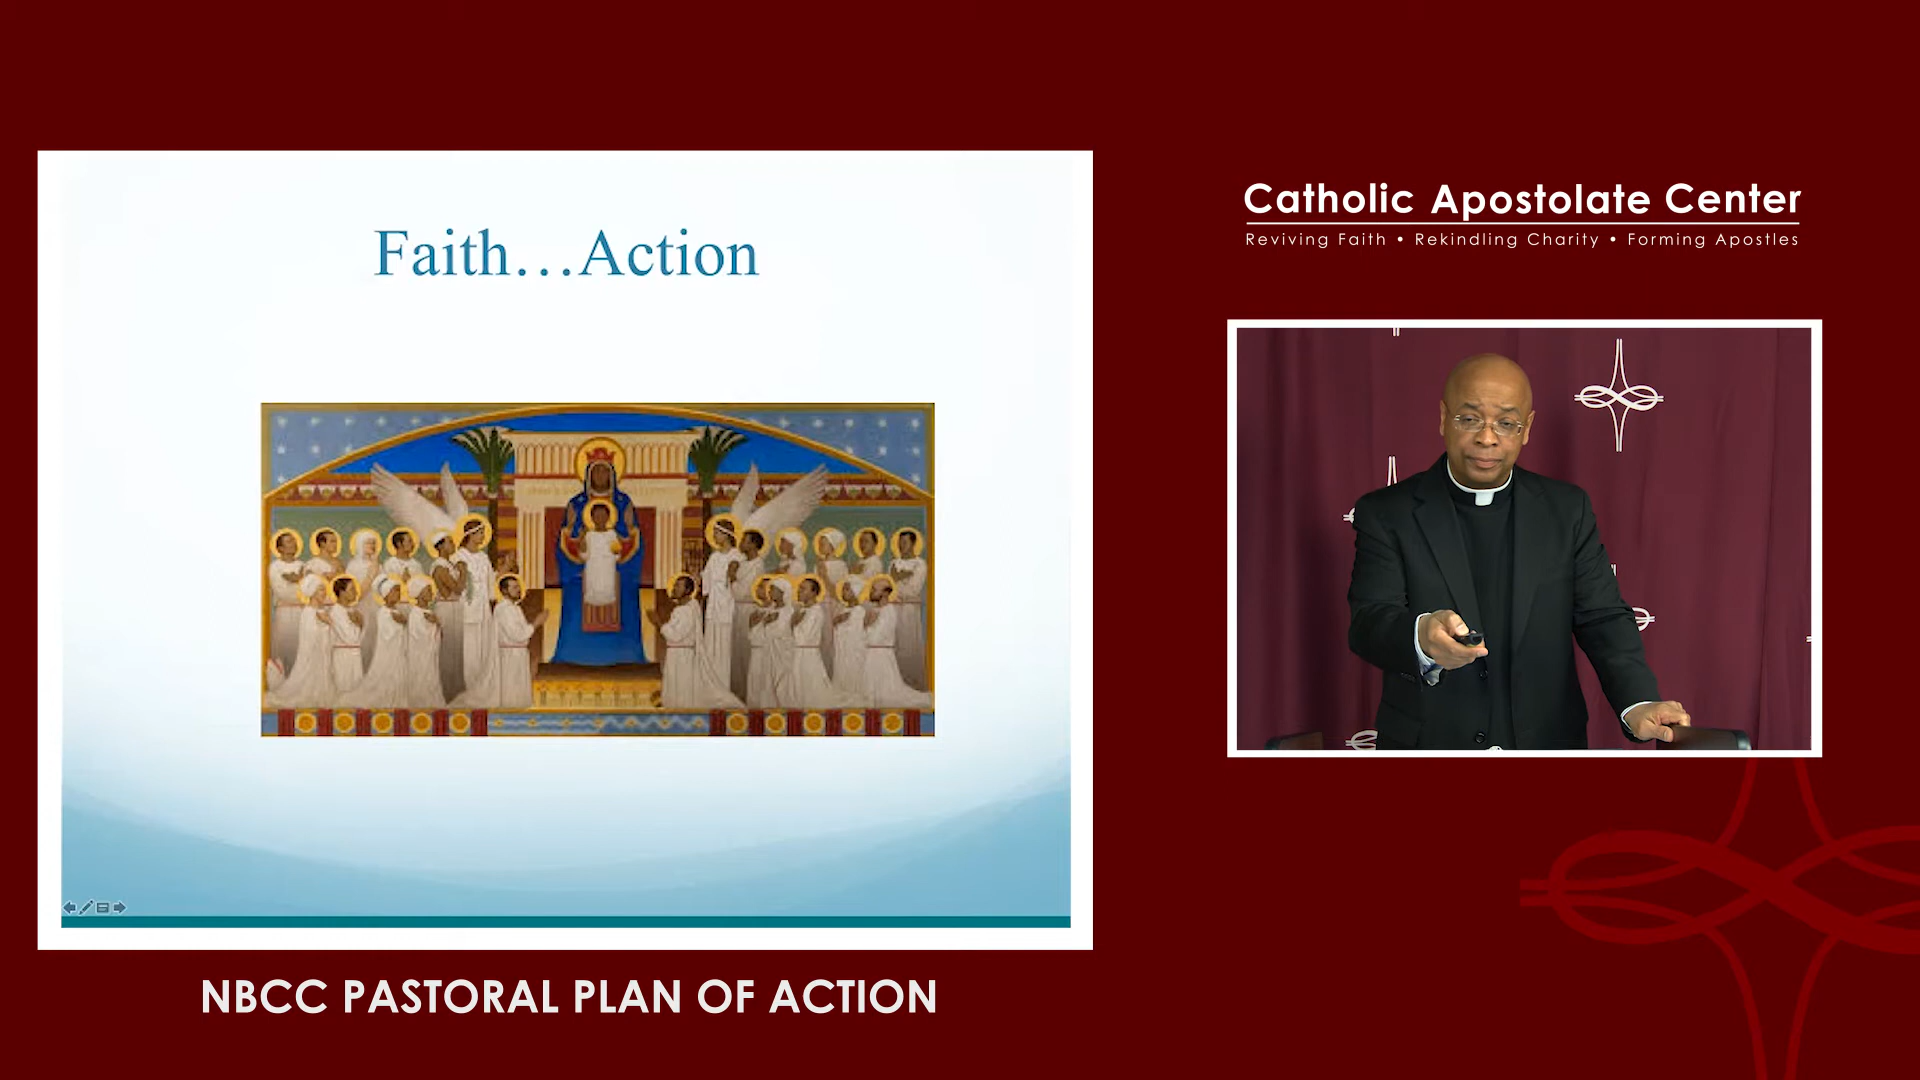 Faith…Action
Catholic Apostolate Center
Reviving Faith • Rekindling Charity • Forming Apostles
NBCC PASTORAL PLAN OF ACTION